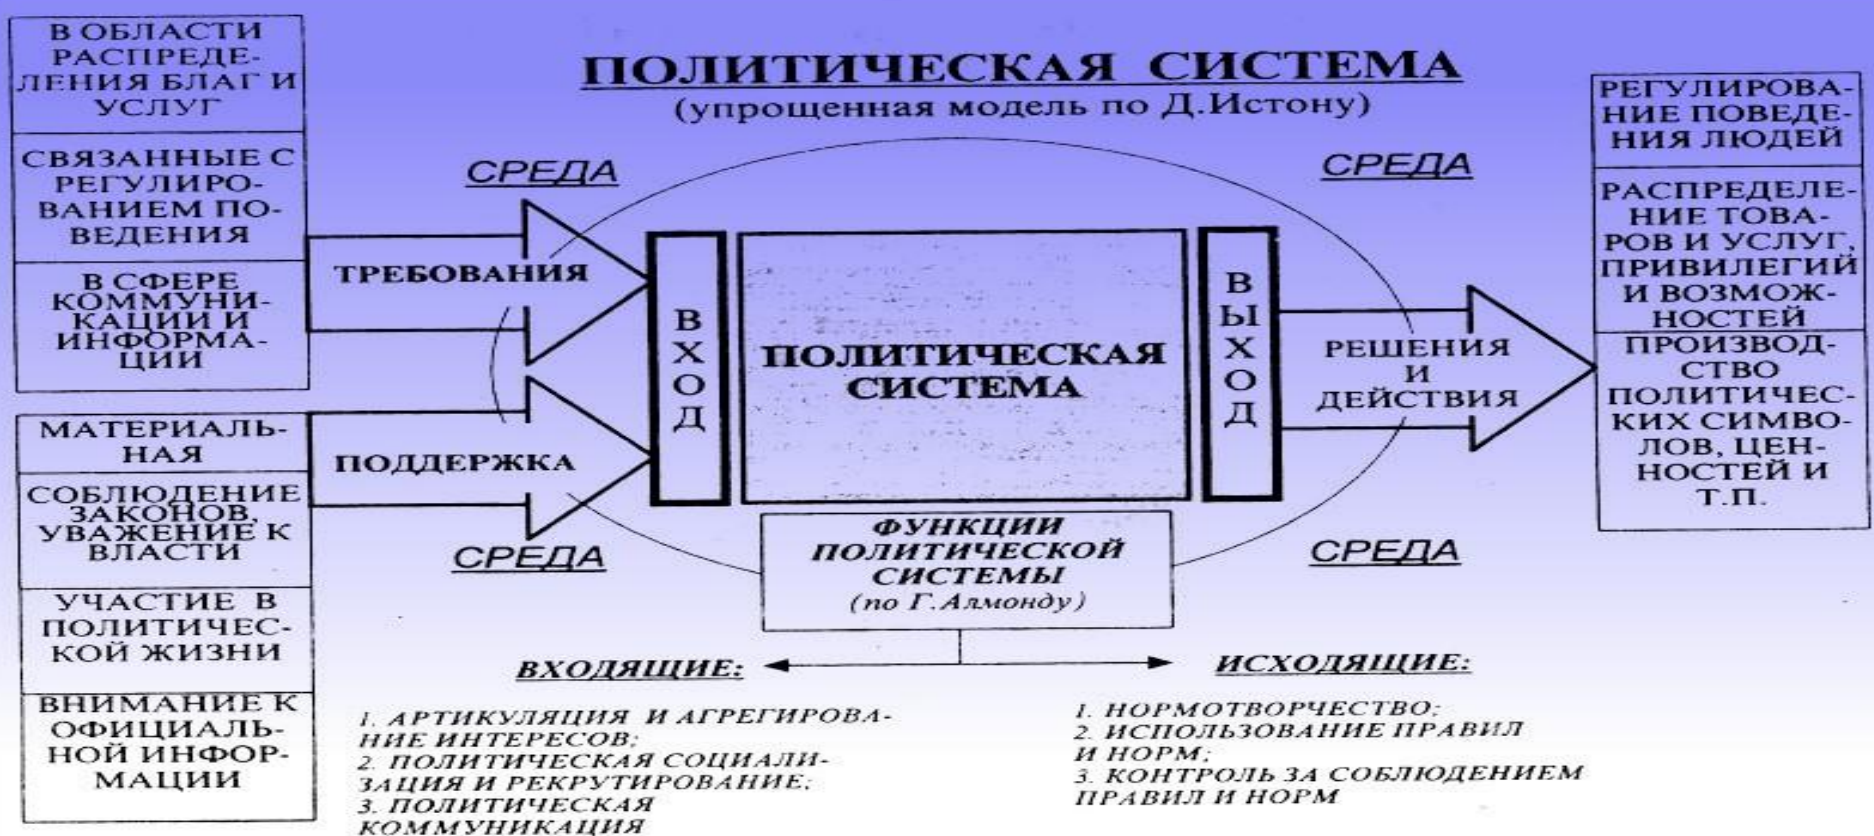 ПОЛИТИЧЕСКАЯ СИСТЕМА
(упрощенная модель по Д.Истону)
В ОБЛАСТИ
РАСПРЕДЕ-
ЛЕНИЯ БЛАГ И
УСЛУГ
СВЯЗАННЫЕ С
РЕГУЛИРО-
ВАНИЕМ ПО-
ВЕДЕНИЯ
В СФЕРЕ
КОММУНИ-
КАЦИИ И
ИНФОРМА-
ЦИИ
МАТЕРИАЛЬ-
НАЯ
СОБЛЮДЕНИЕ
ЗАКОНОВ,
УВАЖЕНИЕ К
ВЛАСТИ
УЧАСТИЕ В
ПОЛИТИЧЕС-
КОЙ ЖИЗНИ
ВНИМАНИЕ К
ОФИЦИАЛЬ-
НОЙ ИНФОР-
МАЦИИ
СРЕДА
СРЕДА
ТРЕБОВАНИЯ
ПОДДЕРЖКА
СРЕДА
СРЕДА
ВХОД
ПОЛИТИЧЕСКАЯ
СИСТЕМА
ВЫХОД
РЕШЕНИЯ
И
ДЕЙСТВИЯ
РЕГУЛИРОВА-
НИЕ ПОВЕДЕ-
НИЯ ЛЮДЕЙ
РАСПРЕДЕЛЕ-
НИЕ ТОВА-
РОВ И УСЛУГ,
ПРИВИЛЕГИЙ
И ВОЗМОЖ-
НОСТЕЙ
ПРОИЗВОД-
СТВО
ПОЛИТИЧЕС-
КИХ СИМВО-
ЛОВ, ЦЕН-
НОСТЕЙ И
Т.П.
ФУНКЦИИ
ПОЛИТИЧЕСКОЙ
СИСТЕМЫ
(по Г.Алмонду)
ВХОДЯЩИЕ:
1. АРТИКУЛЯЦИЯ И АГРЕГИРОВА-
НИЕ ИНТЕРЕСОВ;
2. ПОЛИТИЧЕСКАЯ СОЦИАЛИ-
ЗАЦИЯ И РЕКРУТИРОВАНИЕ;
3. ПОЛИТИЧЕСКАЯ
КОММУНИКАЦИЯ
ИСХОДЯЩИЕ:
1. НОРМОТВОРЧЕСТВО;
2. ИСПОЛЬЗОВАНИЕ ПРАВИЛ
И НОРМ;
3. КОНТРОЛЬ ЗА СОБЛЮДЕНИЕМ
ПРАВИЛ И НОРМ